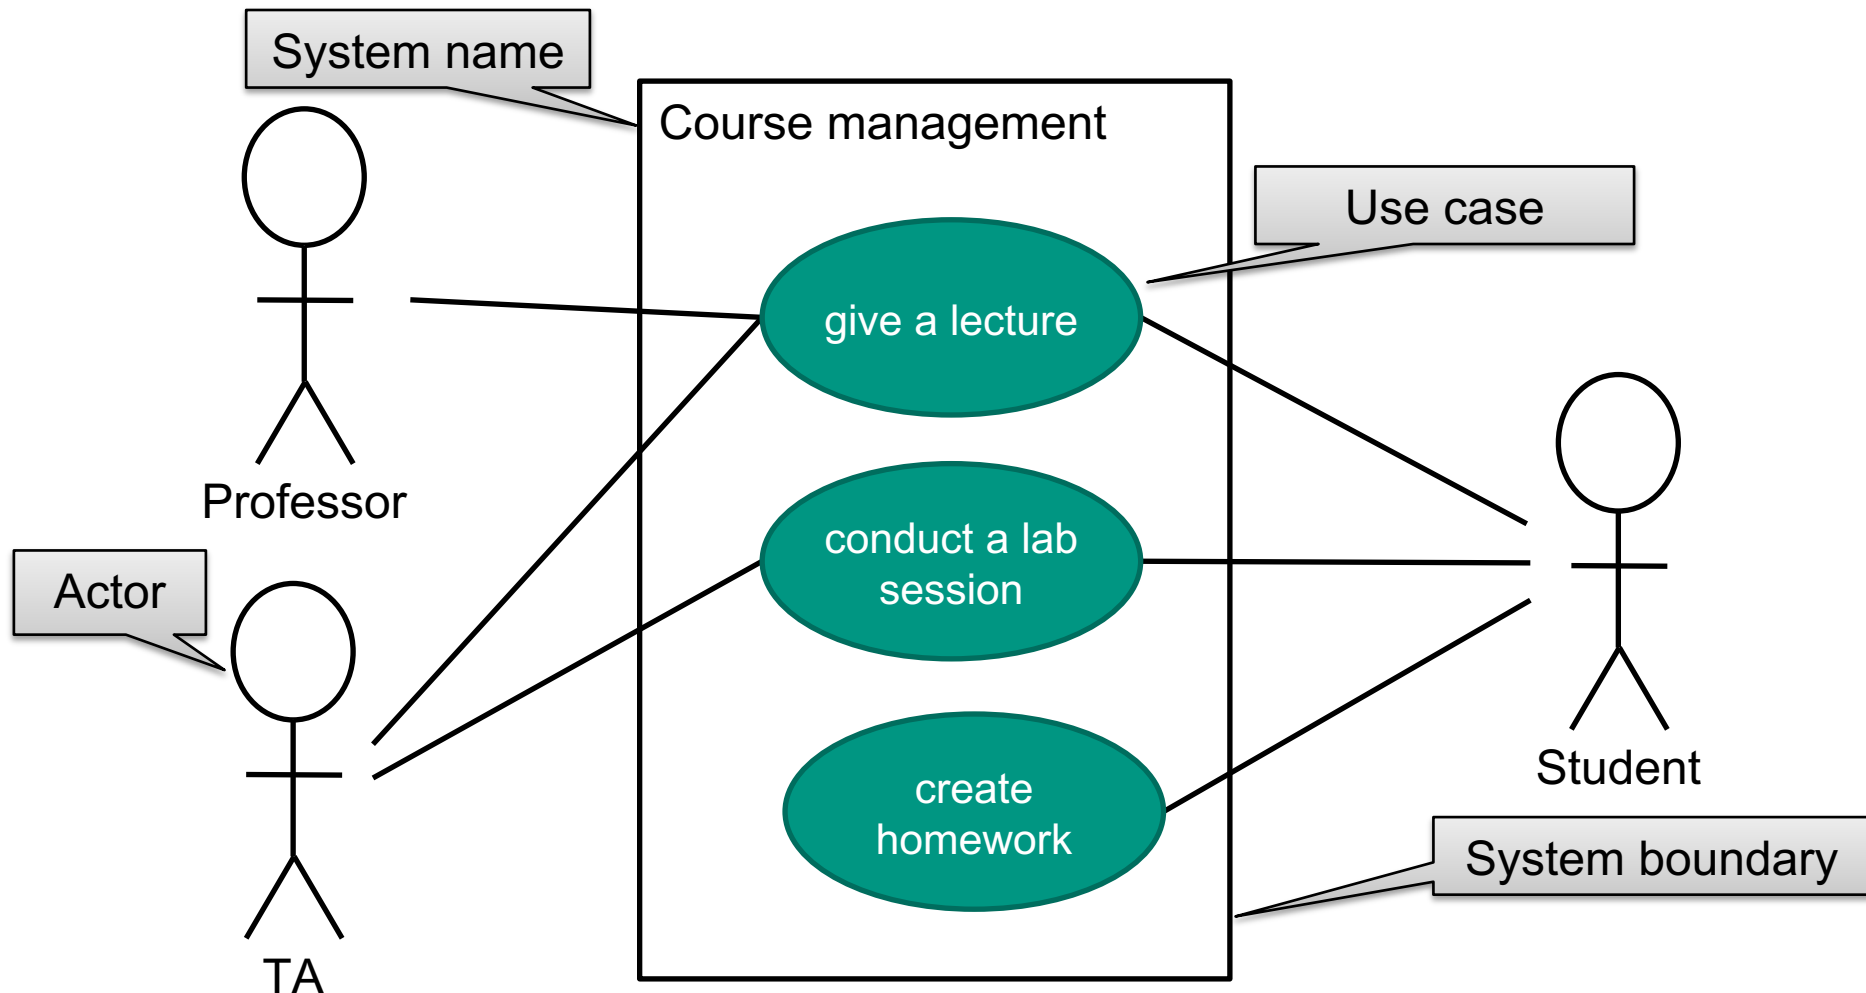 System name
Course management
Use case
give a lecture
Professor
conduct a lab
session
Actor
Student
create
homework
System boundary
TA